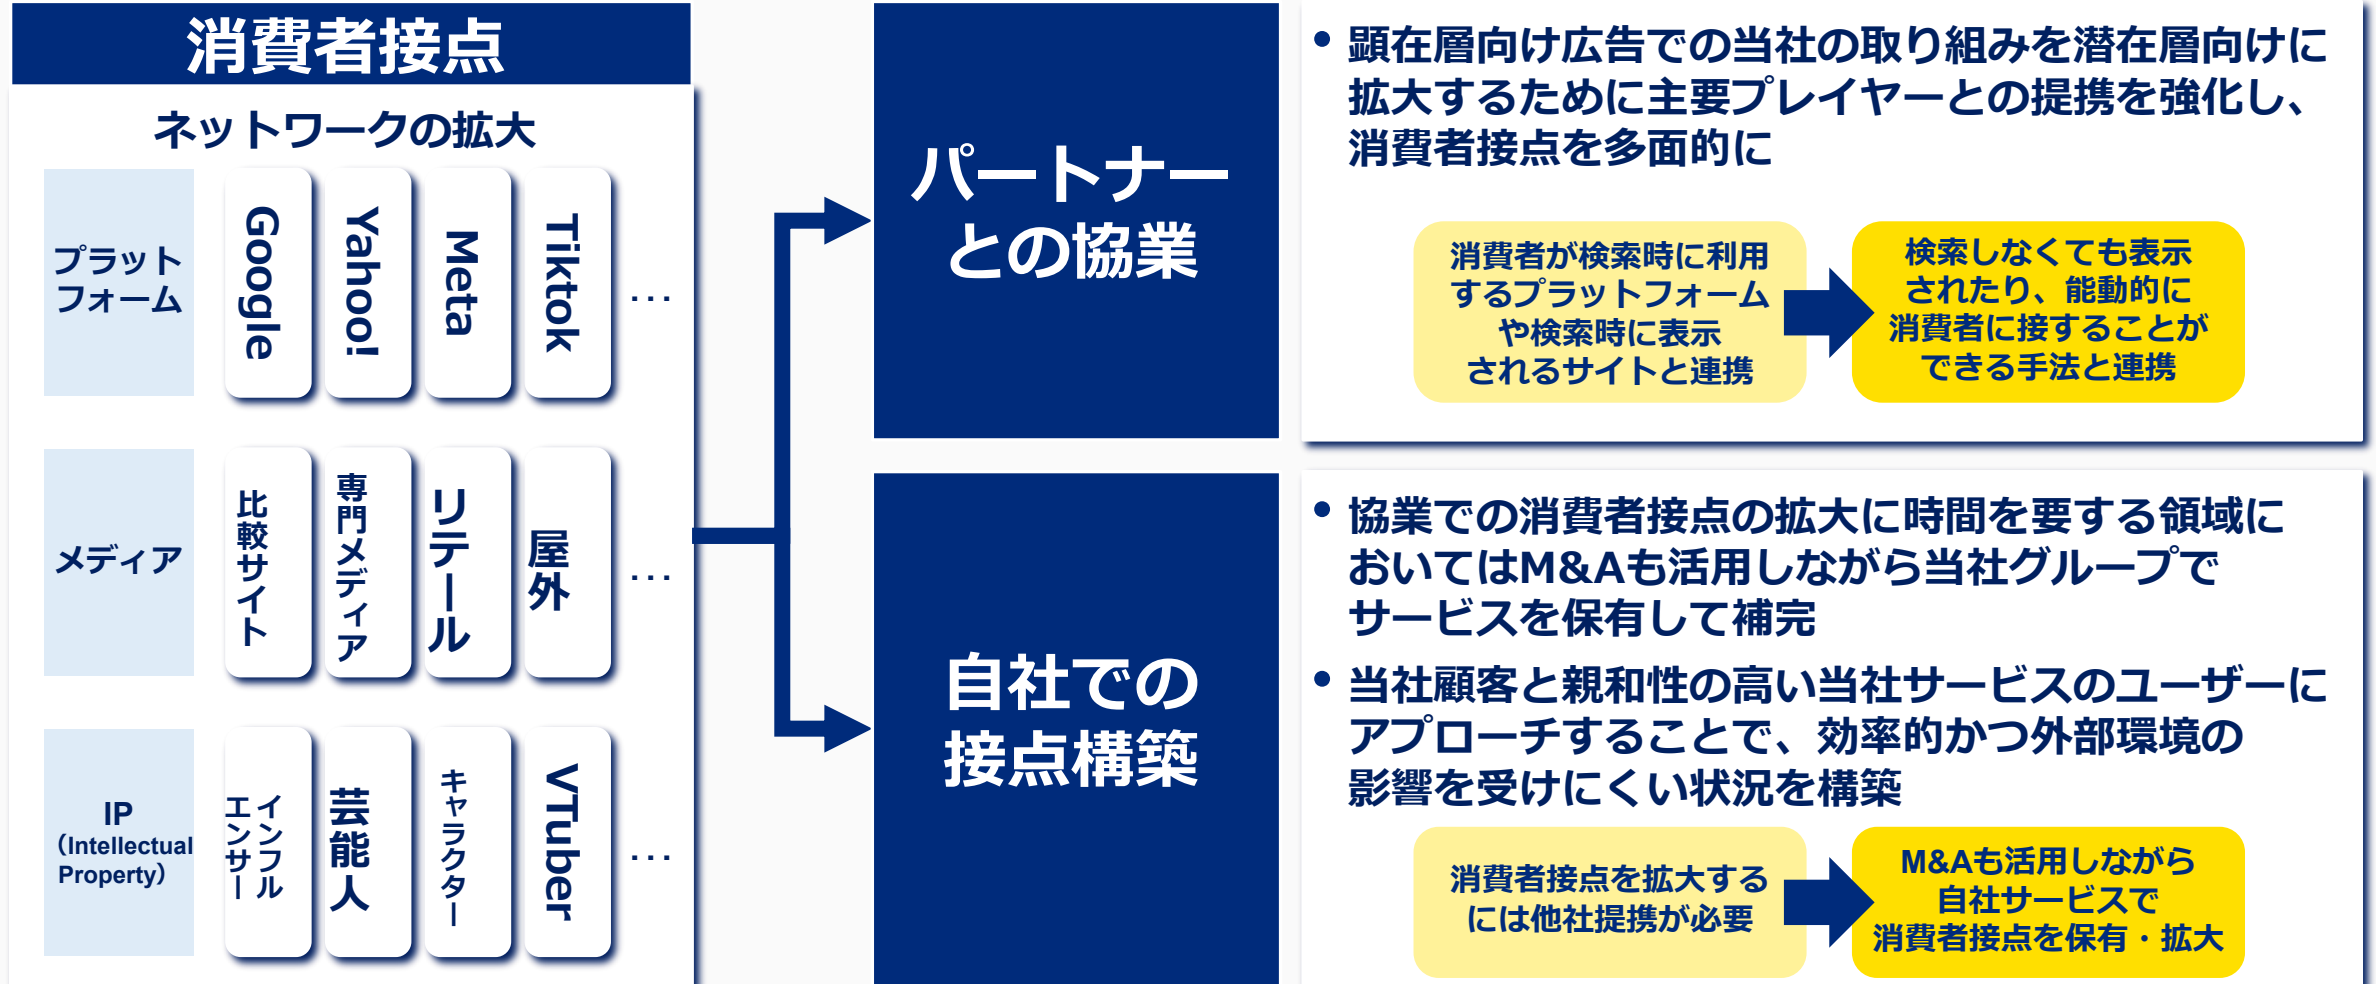 消費者接点
ネットワークの拡大
プラット
フォーム
Google
Yahoo!
Meta
Tiktok
…
メディア
比較サイト
専門メディア
リテール
屋外
…
IP
（Intellectual
Property）
インフル
エンサー
芸能人
キャラクター
VTuber
…
パートナー
との協業
• 顕在層向け広告での当社の取り組みを潜在層向けに
拡大するために主要プレイヤーとの提携を強化し、
消費者接点を多面的に
消費者が検索時に利用
するプラットフォーム
や検索時に表示
されるサイトと連携
検索しなくても表示
されたり、能動的に
消費者に接することが
できる手法と連携
自社での
接点構築
• 協業での消費者接点の拡大に時間を要する領域に
おいてはM&Aも活用しながら当社グループで
サービスを保有して補完
• 当社顧客と親和性の高い当社サービスのユーザーに
アプローチすることで、効率的かつ外部環境の
影響を受けにくい状況を構築
消費者接点を拡大する
には他社提携が必要
M&Aも活用しながら
自社サービスで
消費者接点を保有・拡大